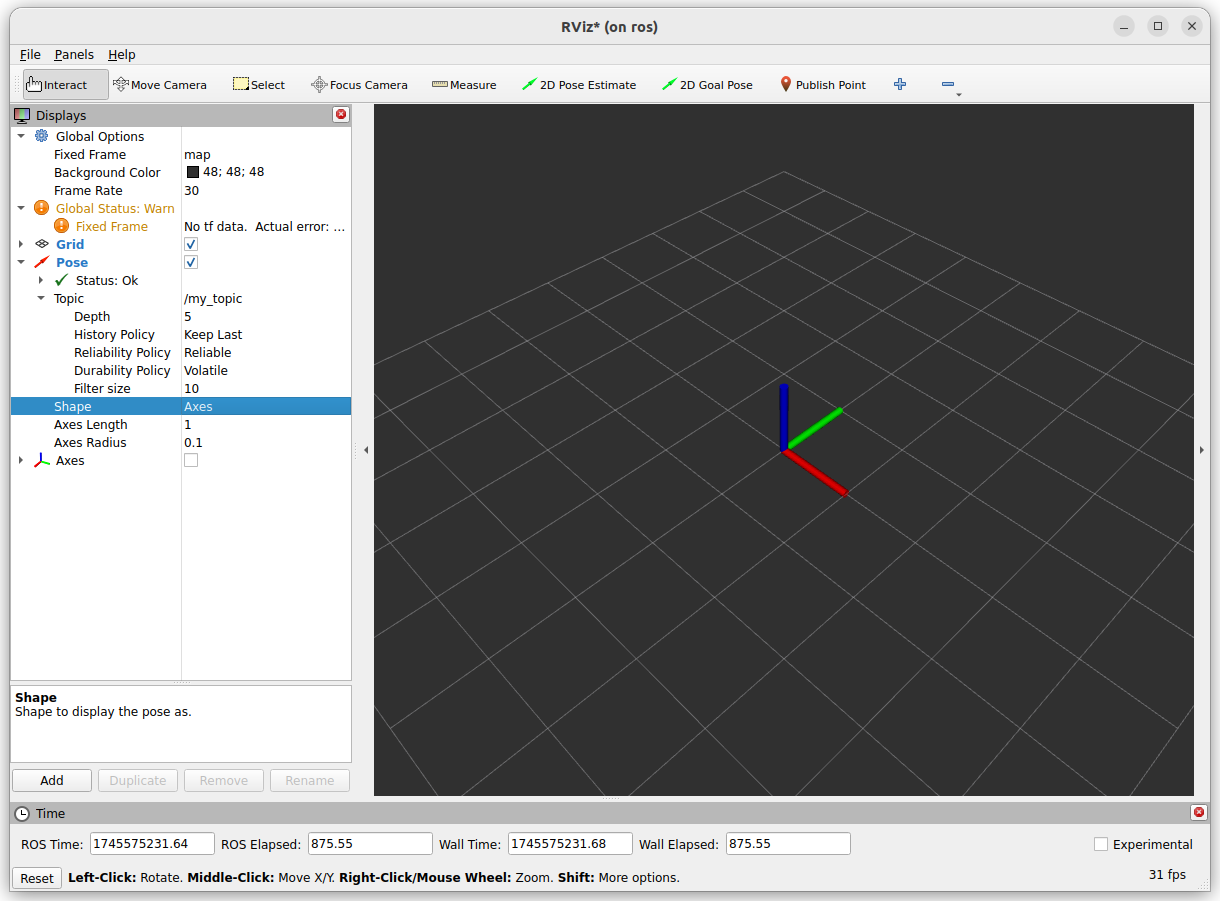 RViz* (on ros)
File Panels Help
Interact Move Camera Select Focus Camera Measure 2D Pose Estimate 2D Goal Pose Publish Point
Displays
Global Options
Fixed Frame map
Background Color 48; 48; 48
Frame Rate 30
Global Status: Warn
Fixed Frame No tf data. Actual error: ...
Grid
Pose
Status: Ok
Topic /my_topic
Depth 5
History Policy Keep Last
Reliability Policy Reliable
Durability Policy Volatile
Filter size 10
Shape Axes
Axes Length 1
Axes Radius 0.1
Axes
Shape
Shape to display the pose as.
Add Duplicate Remove Rename
Time
ROS Time: 1745575231.64 ROS Elapsed: 875.55 Wall Time: 1745575231.68 Wall Elapsed: 875.55 Experimental
Reset Left-Click: Rotate. Middle-Click: Move X/Y. Right-Click/Mouse Wheel: Zoom. Shift: More options. 31 fps